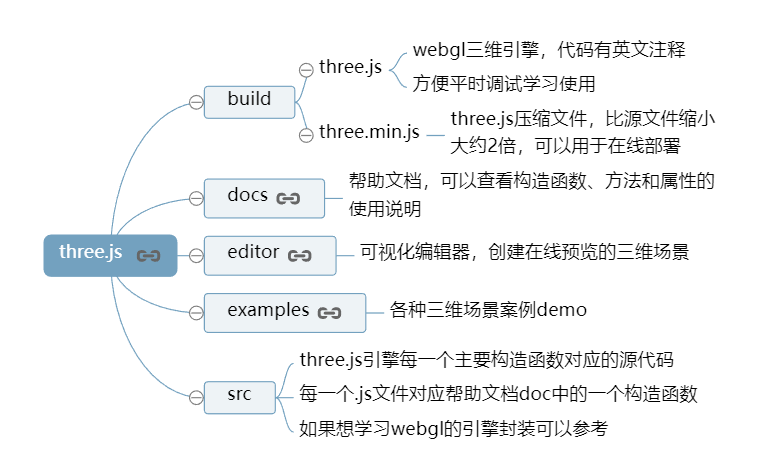 three.js
build
three.js
webgl三维引擎，代码有英文注释
方便平时调试学习使用
three.min.js
three.js压缩文件，比源文件缩小
大约2倍，可以用于在线部署
docs
帮助文档，可以查看构造函数、方法和属性的
使用说明
editor
可视化编辑器，创建在线预览的三维场景
examples
各种三维场景案例demo
src
three.js引擎每一个主要构造函数对应的源代码
每一个.js文件对应帮助文档doc中的一个构造函数
如果想学习webgl的引擎封装可以参考